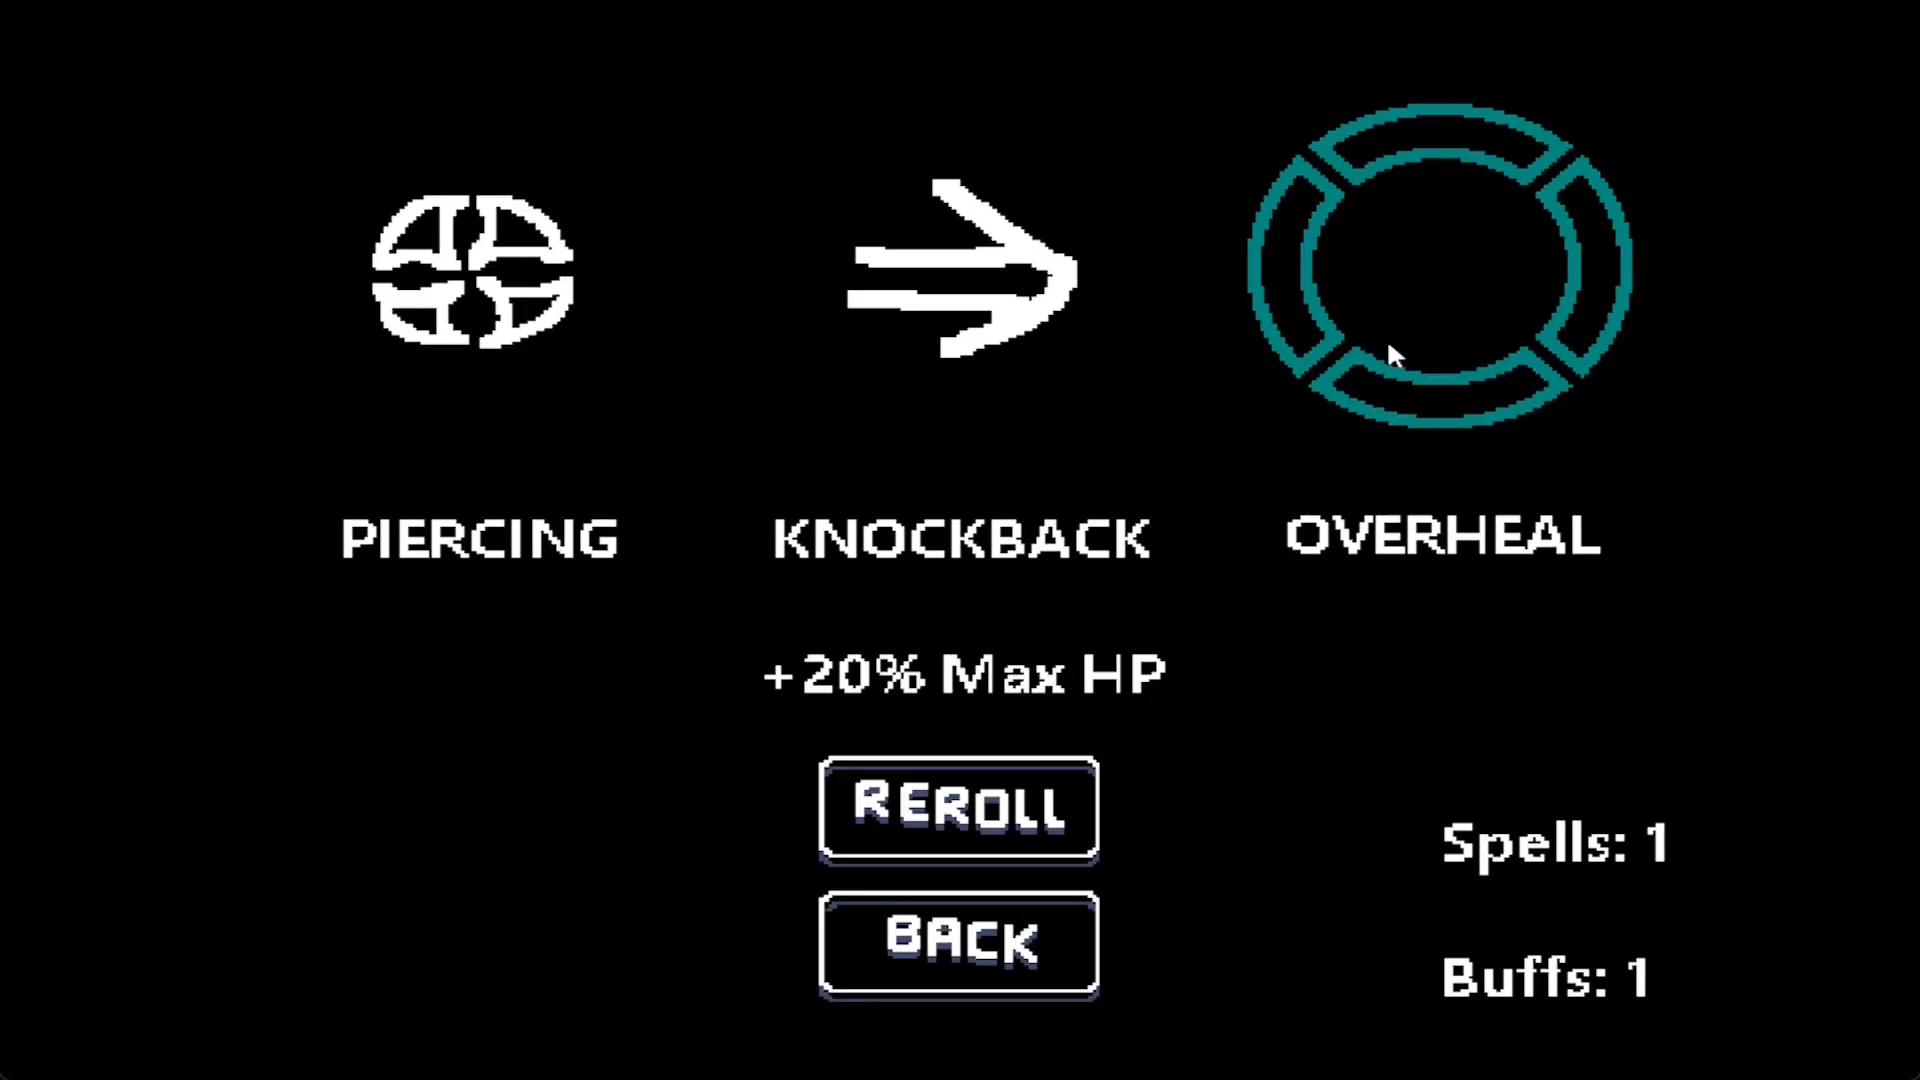 PIERCING
KNOCKBACK
OVERHEAL
+20% Max HP
REROLL
BACK
Spells: 1
Buffs: 1